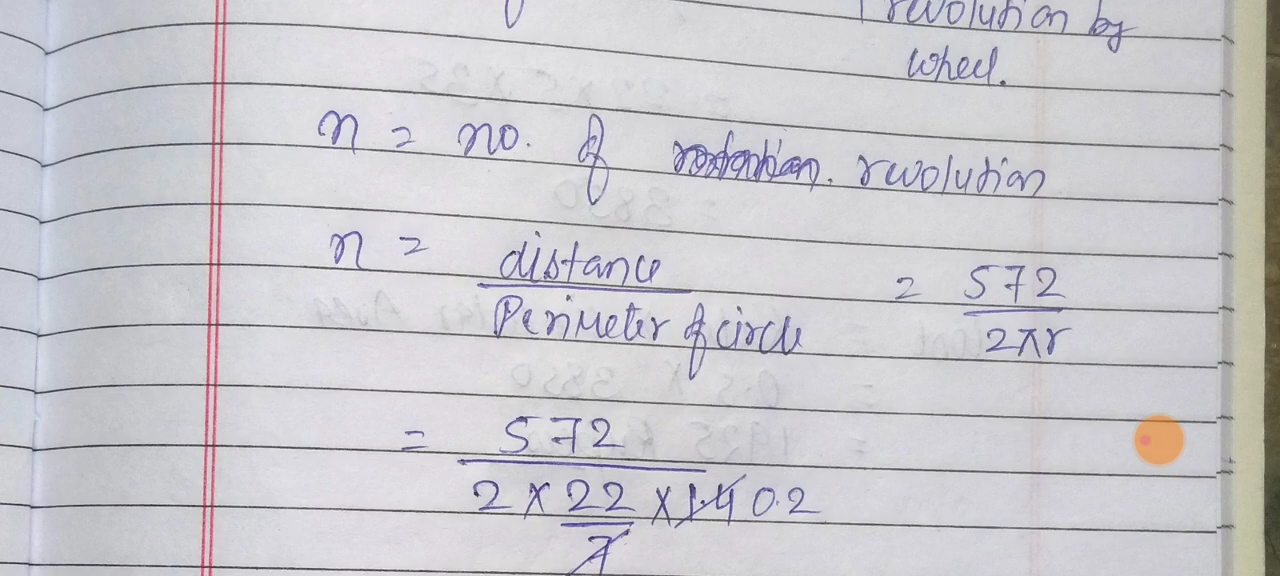 revolution by
wheel.
n = no. of revolution
n = distance / Perimeter of circle = 572 / 2πr
= 572 / 2 × 22/7 × 1.4 0.2